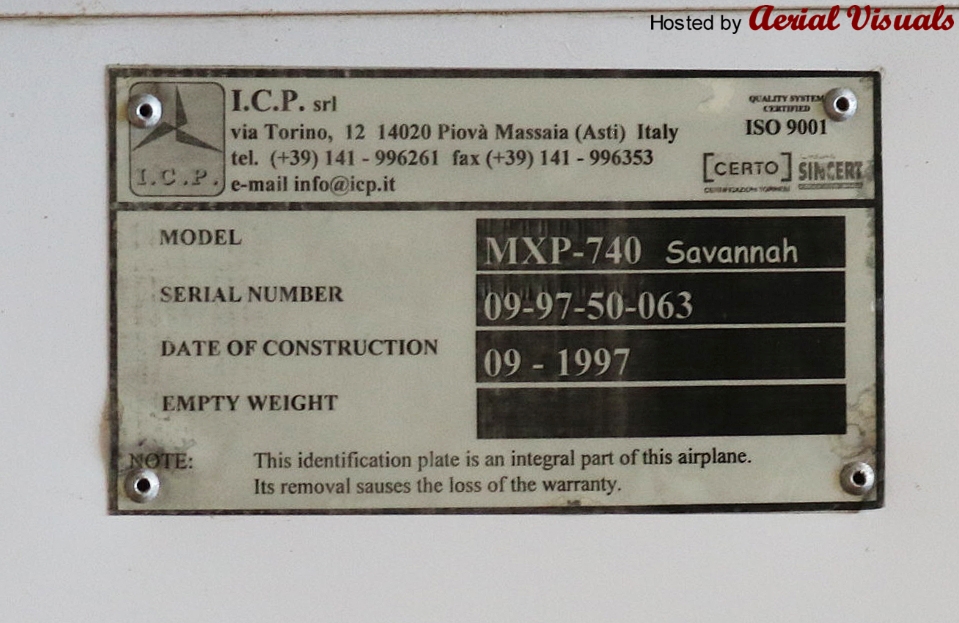 Hosted by Aerial Visuals
I.C.P. srl
via Torino, 12 14020 Piovà Massaia (Asti) Italy
tel. (+39) 141 - 996261 fax (+39) 141 - 996353
e-mail info@icp.it
I.C.P.
QUALITY SYSTEM
CERTIFIED
ISO 9001
CERTO
SINCERT
MODEL MXP-740 Savannah
SERIAL NUMBER 09-97-50-063
DATE OF CONSTRUCTION 09 - 1997
EMPTY WEIGHT
NOTE: This identification plate is an integral part of this airplane.
Its removal sauses the loss of the warranty.